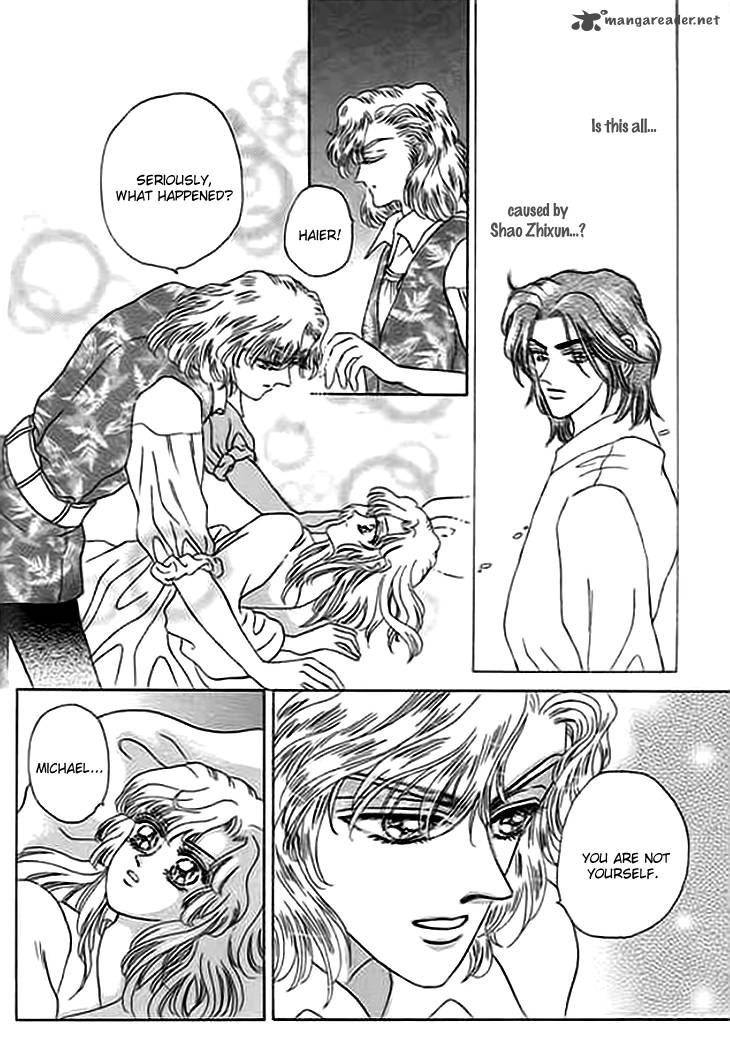 mangareader.net
Is this all...
caused by
Shao Zhixun...?
HAIER!
SERIOUSLY,
WHAT HAPPENED?
YOU ARE NOT
YOURSELF.
MICHAEL...